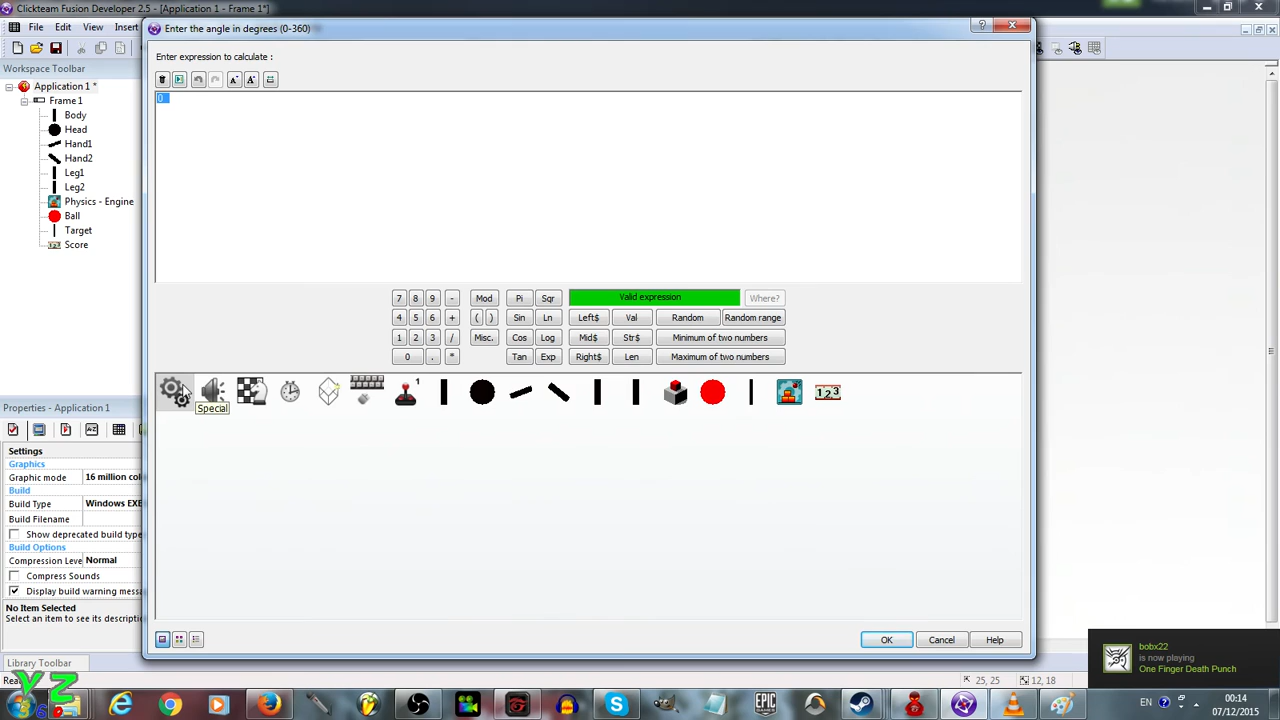 Clickteam Fusion Developer 2.5 - [Application 1 - Frame 1*]
File Edit View Insert
Workspace Toolbar
Application 1 *
Frame 1
Body
Head
Hand1
Hand2
Leg1
Leg2
Physics - Engine
Ball
Target
Score
Enter the angle in degrees (0-360)
Enter expression to calculate :
0
7 8 9 - Mod Pi Sqr Valid expression Where?
4 5 6 + ( ) Sin Ln Left$ Val Random Random range
1 2 3 / Misc. Cos Log Mid$ Str$ Minimum of two numbers
0 . * Tan Exp Right$ Len Maximum of two numbers
Special
Properties - Application 1
Settings
Graphics
Graphic mode 16 million col
Build
Build Type Windows EXE
Build Filename
Show deprecated build type
Build Options
Compression Leve Normal
Compress Sounds
Display build warning messa
No Item Selected
Select an item to see its descripti
OK Cancel Help
Library Toolbar
Rea
25, 25
12, 18
bobx22
is now playing
One Finger Death Punch
YZ
EPIC
GAMES
EN
00:14
07/12/2015